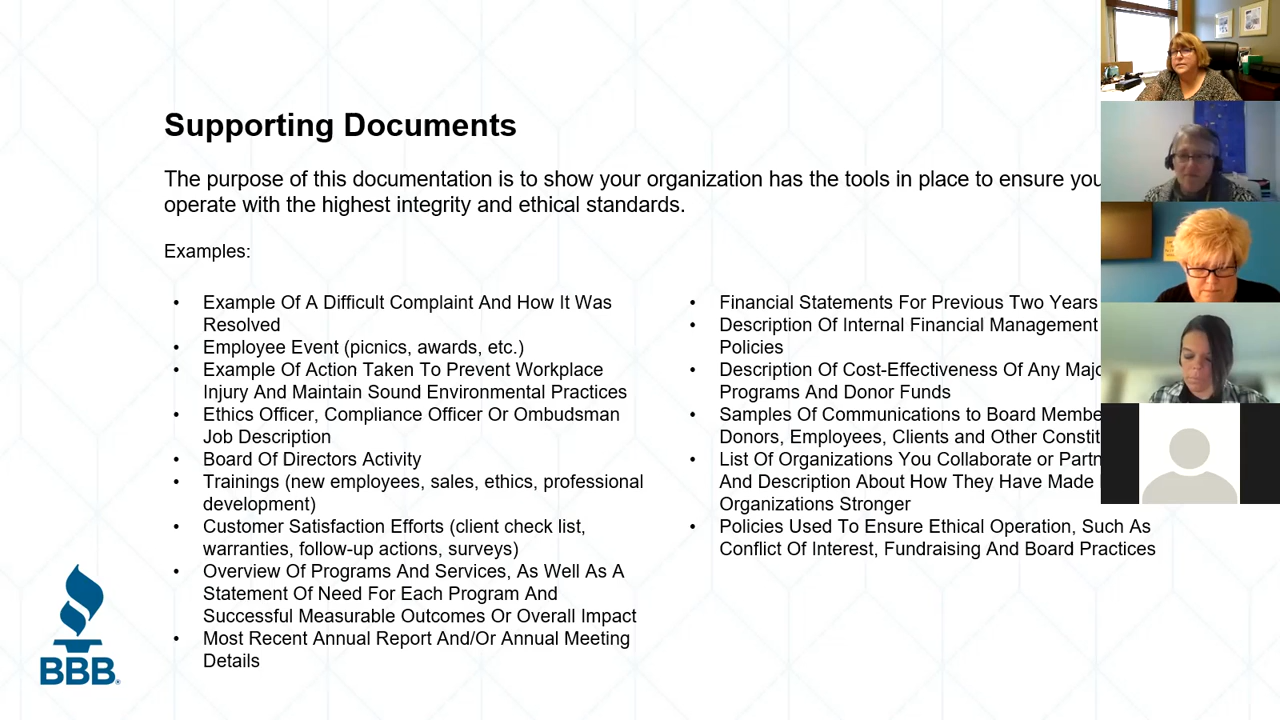 Supporting Documents
The purpose of this documentation is to show your organization has the tools in place to ensure you
operate with the highest integrity and ethical standards.
Examples:
• Example Of A Difficult Complaint And How It Was
Resolved
• Employee Event (picnics, awards, etc.)
• Example Of Action Taken To Prevent Workplace
Injury And Maintain Sound Environmental Practices
• Ethics Officer, Compliance Officer Or Ombudsman
Job Description
• Board Of Directors Activity
• Trainings (new employees, sales, ethics, professional
development)
• Customer Satisfaction Efforts (client check list,
warranties, follow-up actions, surveys)
• Overview Of Programs And Services, As Well As A
Statement Of Need For Each Program And
Successful Measurable Outcomes Or Overall Impact
• Most Recent Annual Report And/Or Annual Meeting
Details
• Financial Statements For Previous Two Years
• Description Of Internal Financial Management
Policies
• Description Of Cost-Effectiveness Of Any
Programs And Donor Funds
• Samples Of Communications to Board
Donors, Employees, Clients and Other
• List Of Organizations You Collaborate or
And Description About How They Have Made
Organizations Stronger
• Policies Used To Ensure Ethical Operation, Such As
Conflict Of Interest, Fundraising And Board Practices
BBB